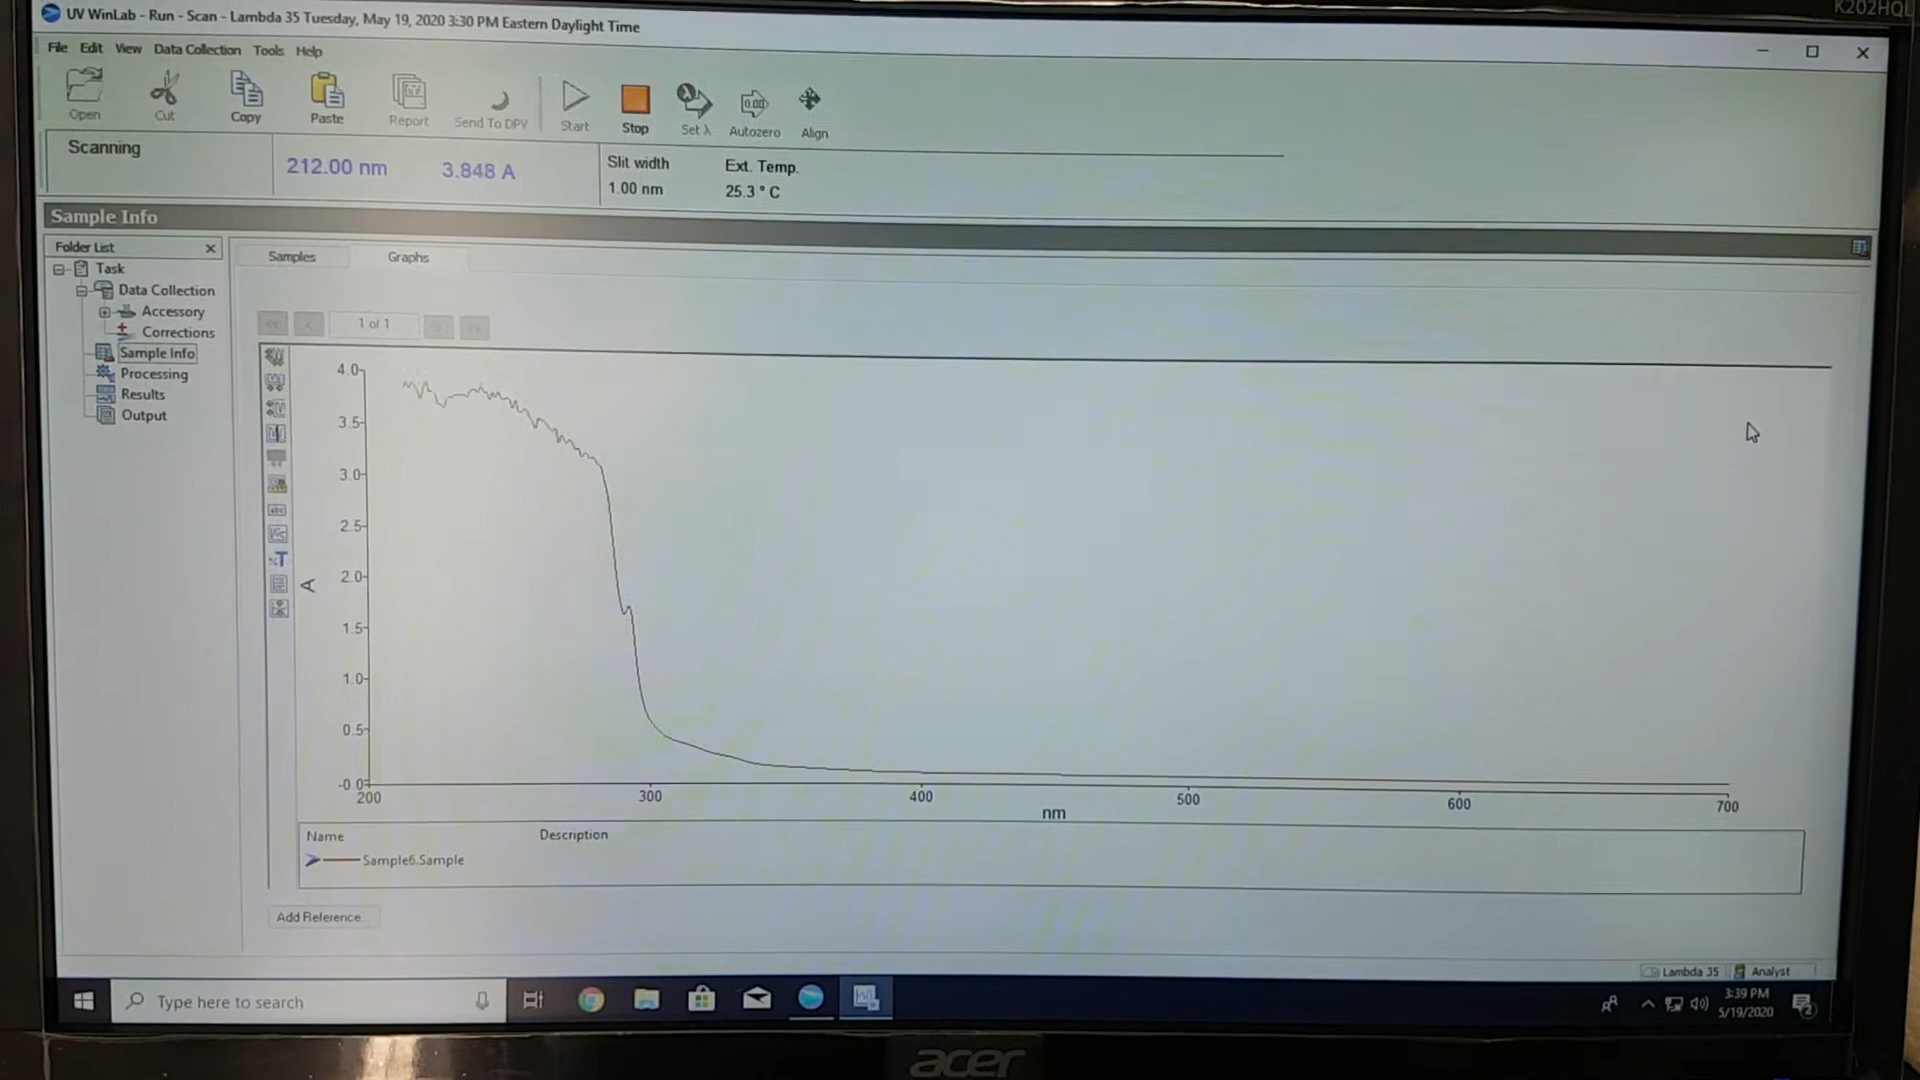 K202HQL
UV WinLab - Run - Scan - Lambda 35 Tuesday, May 19, 2020 3:30 PM Eastern Daylight Time
File Edit View Data Collection Tools Help
Open Cut Copy Paste Report Send To DPV Start Stop Set λ Autozero Align
Scanning 212.00 nm 3.848 A Slit width Ext. Temp.
1.00 nm 25.3 ° C
Sample Info
Folder List Samples Graphs
Task
Data Collection
Accessory
Corrections
Sample Info
Processing
Results
Output
1 of 1
4.0
3.5
3.0
2.5
2.0
1.5
1.0
0.5
-0.0
A
200 300 400 500 600 700
nm
Name Description
Sample6.Sample
Add Reference...
Lambda 35 Analyst
Type here to search
3:39 PM
5/19/2020
2
acer